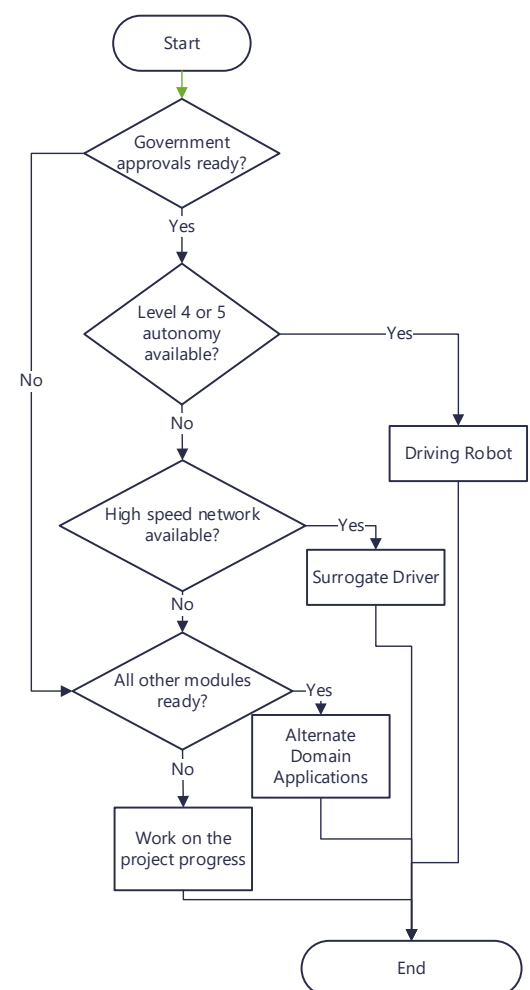 Start
Government
approvals ready?
Yes
Level 4 or 5
autonomy
available?
Yes
No
No
Driving Robot
High speed network
available?
Yes
Surrogate Driver
No
All other modules
ready?
Yes
Alternate
Domain
Applications
No
Work on the
project progress
End